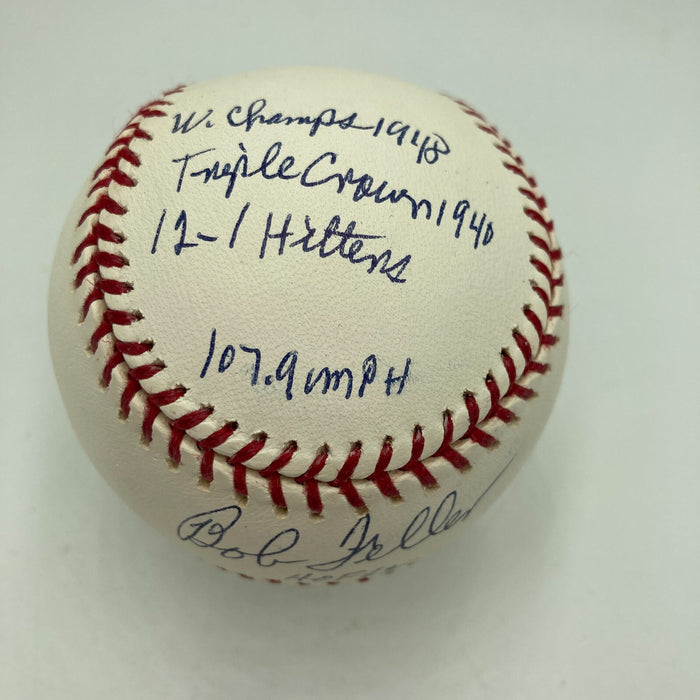 W. Champs 1948
Triple Crown 1940
12-1 Hitters
107.9 MPH
Bob Feller